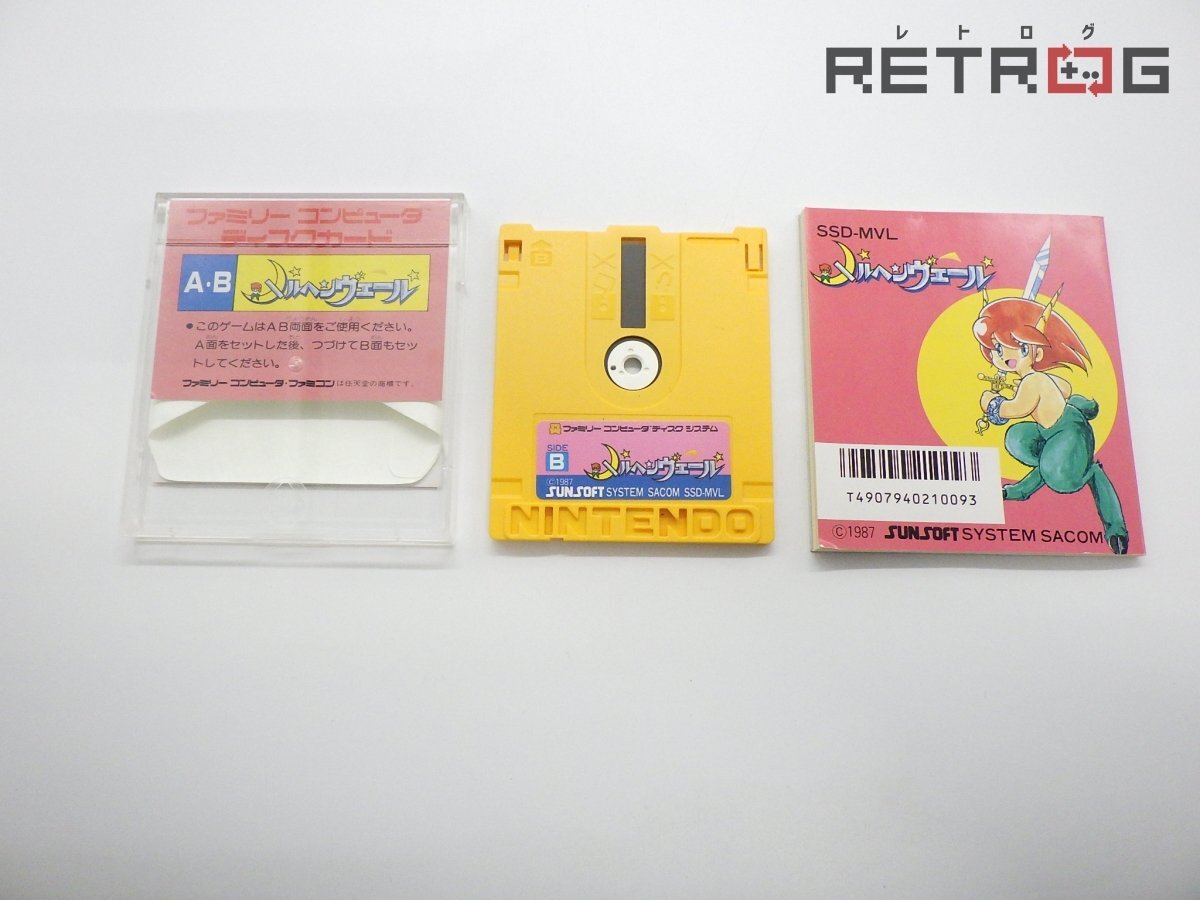 レトログ
RETROG
ファミリー コンピュータ
ディスクカード
A・B
メルヘンヴェール
●このゲームはAB両面をご使用ください。
A面をセットした後、つづけてB面もセッ
トしてください。
ファミリー コンピュータ・ファミコンは任天堂の商標です。
B
ファミリー コンピュータ ディスク システム
SIDE
B
メルヘンヴェール
©1987
SUNSOFT SYSTEM SACOM SSD-MVL
NINTENDO
SSD-MVL
メルヘンヴェール
T4907940210093
©1987 SUNSOFT SYSTEM SACOM